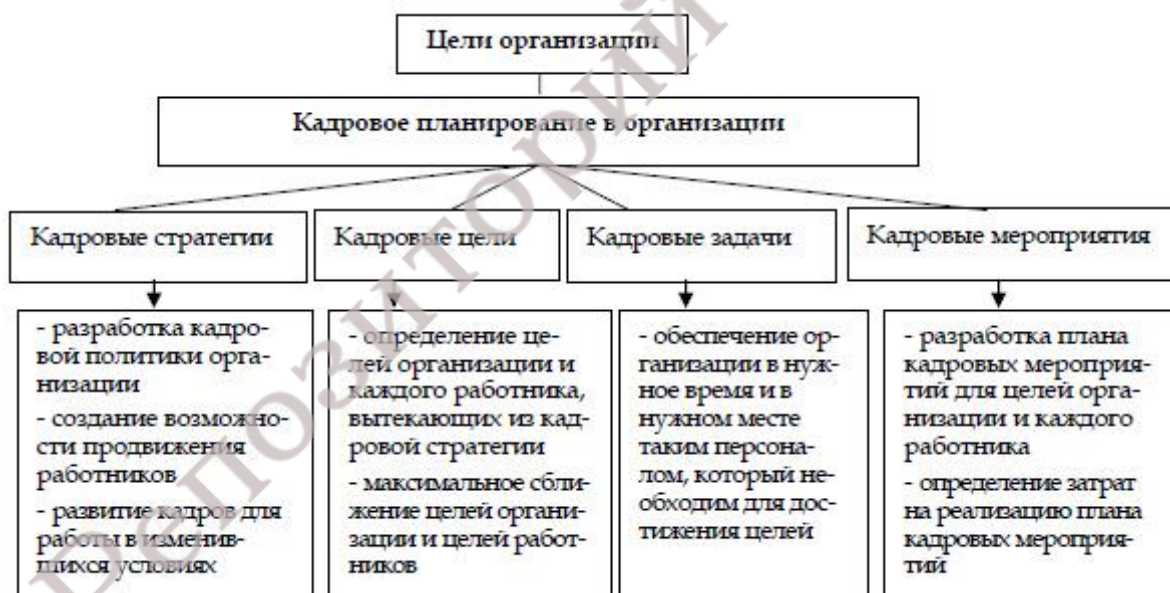 Цели организации
Кадровое планирование в организации
Кадровые стратегии
Кадровые цели
Кадровые задачи
Кадровые мероприятия
- разработка кадро-
вой политики орга-
низации
- создание возможно-
сти продвижения
работников
- развитие кадров для
работы в изменив-
шихся условиях
- определение це-
лей организации и
каждого работника,
вытекающих из кад-
ровой стратегии
- максимальное сбли-
жение целей органи-
зации и целей работ-
ников
- обеспечение ор-
ганизации в нуж-
ное время и в
нужном месте
таким персона-
лом, который не-
обходим для дос-
тижения целей
- разработка плана
кадровых мероприя-
тий для целей орга-
низации и каждого
работника
- определение затрат
на реализацию плана
кадровых мероприя-
тий
Репозиторий